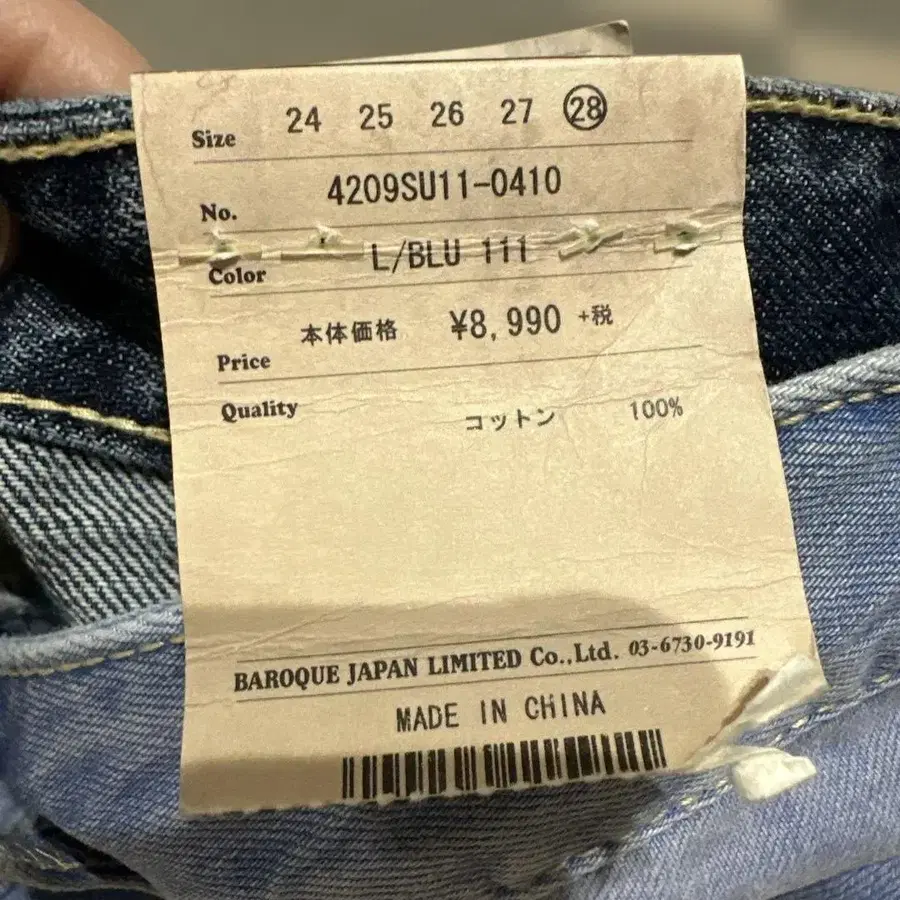 Size 24 25 26 27 28
No. 4209SU11-0410
Color L/BLU 111
Price 本体価格 ¥8,990 +税
Quality コットン 100%
BAROQUE JAPAN LIMITED Co.,Ltd. 03-6730-9191
MADE IN CHINA